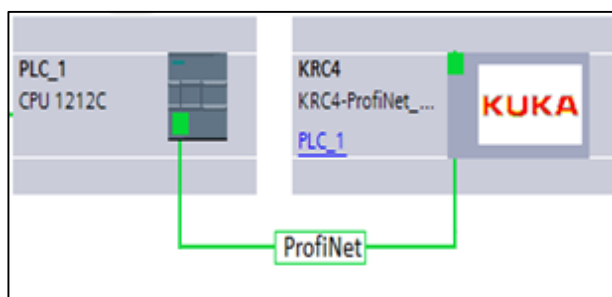 PLC_1
CPU 1212C
KRC4
KRC4-ProfiNet_...
PLC_1
KUKA
ProfiNet